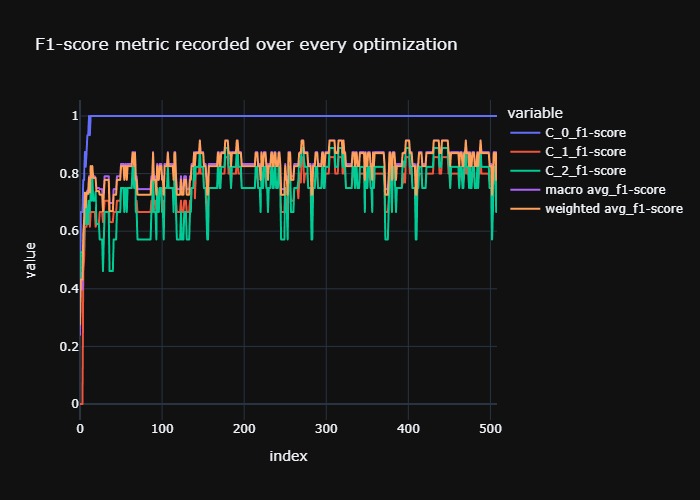 F1-score metric recorded over every optimization
variable
C_0_f1-score
C_1_f1-score
C_2_f1-score
macro avg_f1-score
weighted avg_f1-score
1
0.8
0.6
0.4
0.2
0
value
0 100 200 300 400 500
index